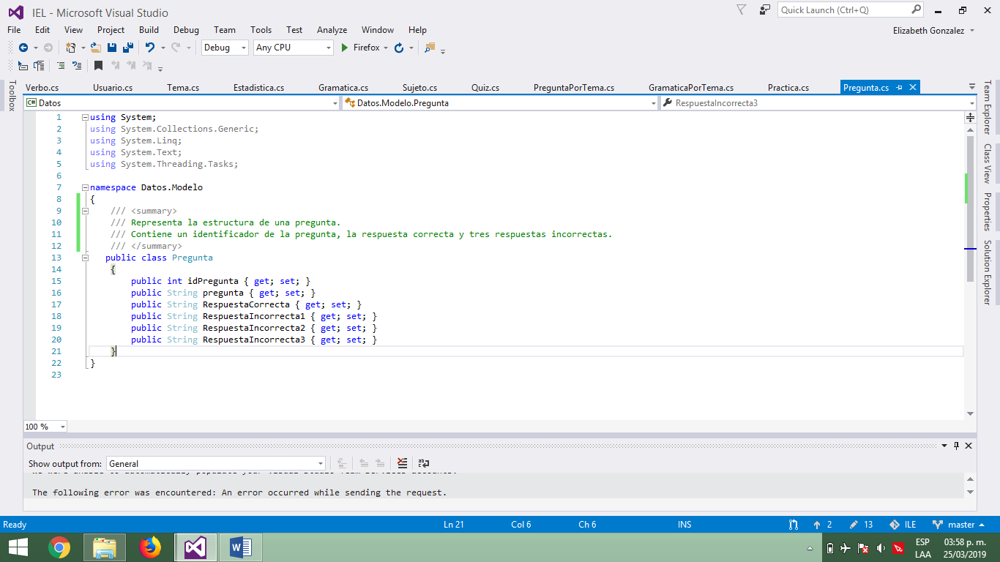 IEL - Microsoft Visual Studio
Quick Launch (Ctrl+Q)
File Edit View Project Build Debug Team Tools Test Analyze Window Help
Elizabeth Gonzalez
Debug Any CPU Firefox
Toolbox
Verbo.cs Usuario.cs Tema.cs Estadistica.cs Gramatica.cs Sujeto.cs Quiz.cs PreguntaPorTema.cs GramaticaPorTema.cs Practica.cs Pregunta.cs
C# Datos Datos.Modelo.Pregunta RespuestaIncorrecta3
1 using System;
2 using System.Collections.Generic;
3 using System.Linq;
4 using System.Text;
5 using System.Threading.Tasks;
6
7 namespace Datos.Modelo
8 {
9 /// <summary>
10 /// Representa la estructura de una pregunta.
11 /// Contiene un identificador de la pregunta, la respuesta correcta y tres respuestas incorrectas.
12 /// </summary>
13 public class Pregunta
14 {
15 public int idPregunta { get; set; }
16 public String pregunta { get; set; }
17 public String RespuestaCorrecta { get; set; }
18 public String RespuestaIncorrecta1 { get; set; }
19 public String RespuestaIncorrecta2 { get; set; }
20 public String RespuestaIncorrecta3 { get; set; }
21 }
22 }
23
Team Explorer
Class View
Properties
Solution Explorer
100 %
Output
Show output from: General
The following error was encountered: An error occurred while sending the request.
Ready Ln 21 Col 6 Ch 6 INS 2 13 ILE master
ESP 03:58 p. m.
LAA 25/03/2019